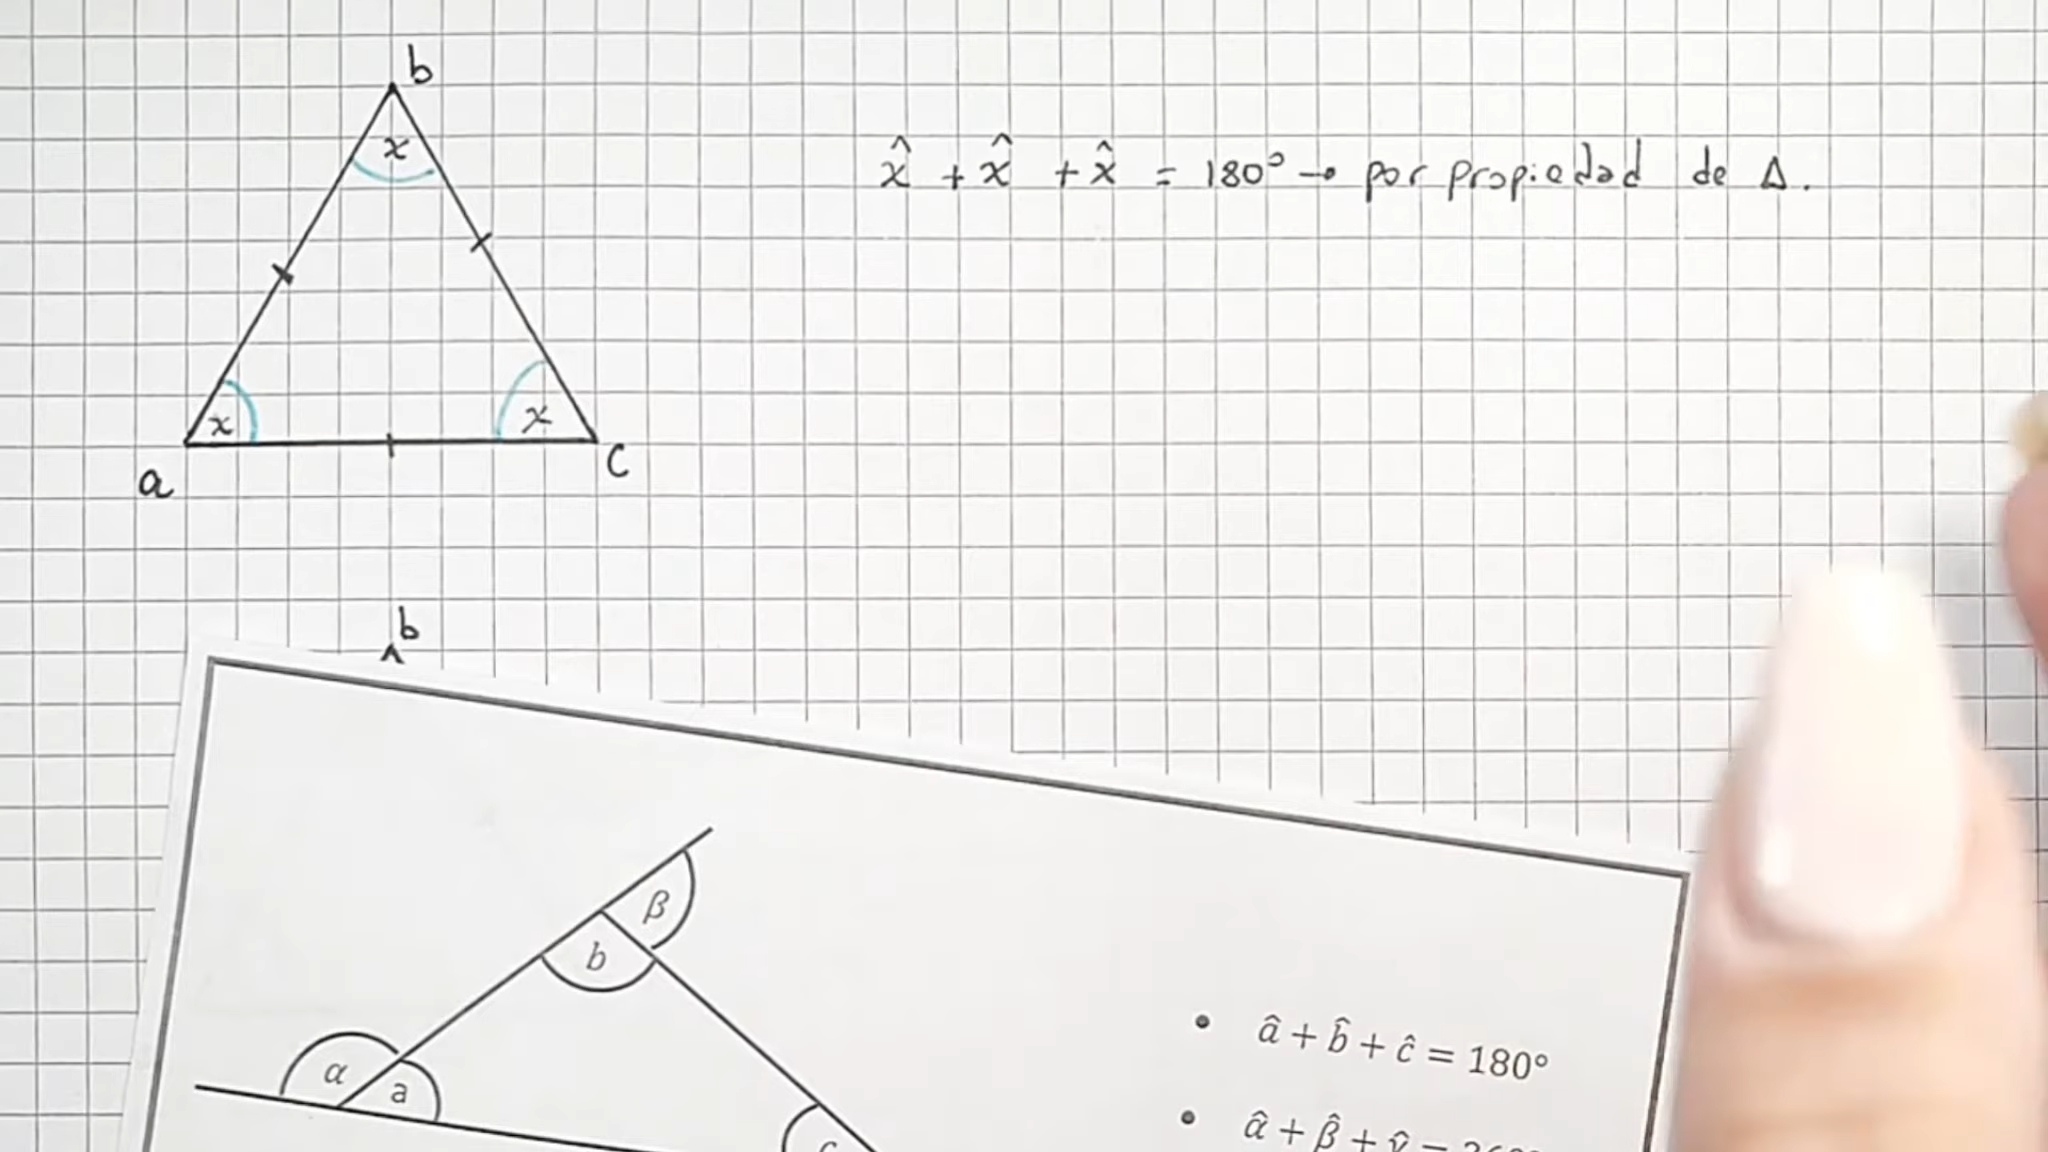 b
x
x̂ + x̂ + x̂ = 180° → por propiedad de Δ.
x
x
a
c
b
β
b
α
a
• â + b̂ + ĉ = 180°
• α̂ + β̂ +